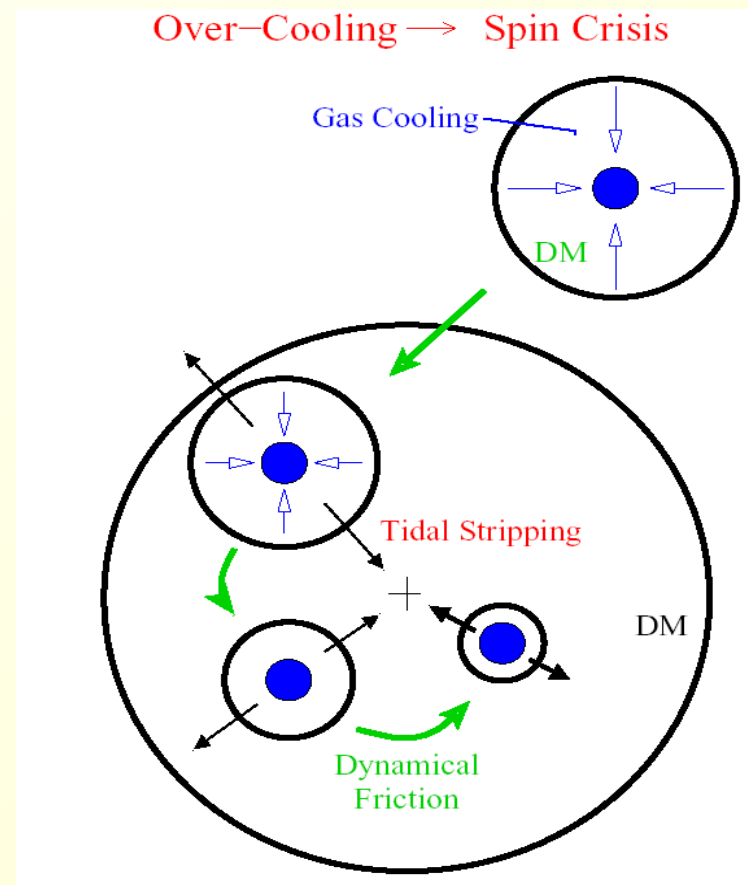 Over-Cooling → Spin Crisis
Gas Cooling
DM
Tidal Stripping
DM
Dynamical
Friction